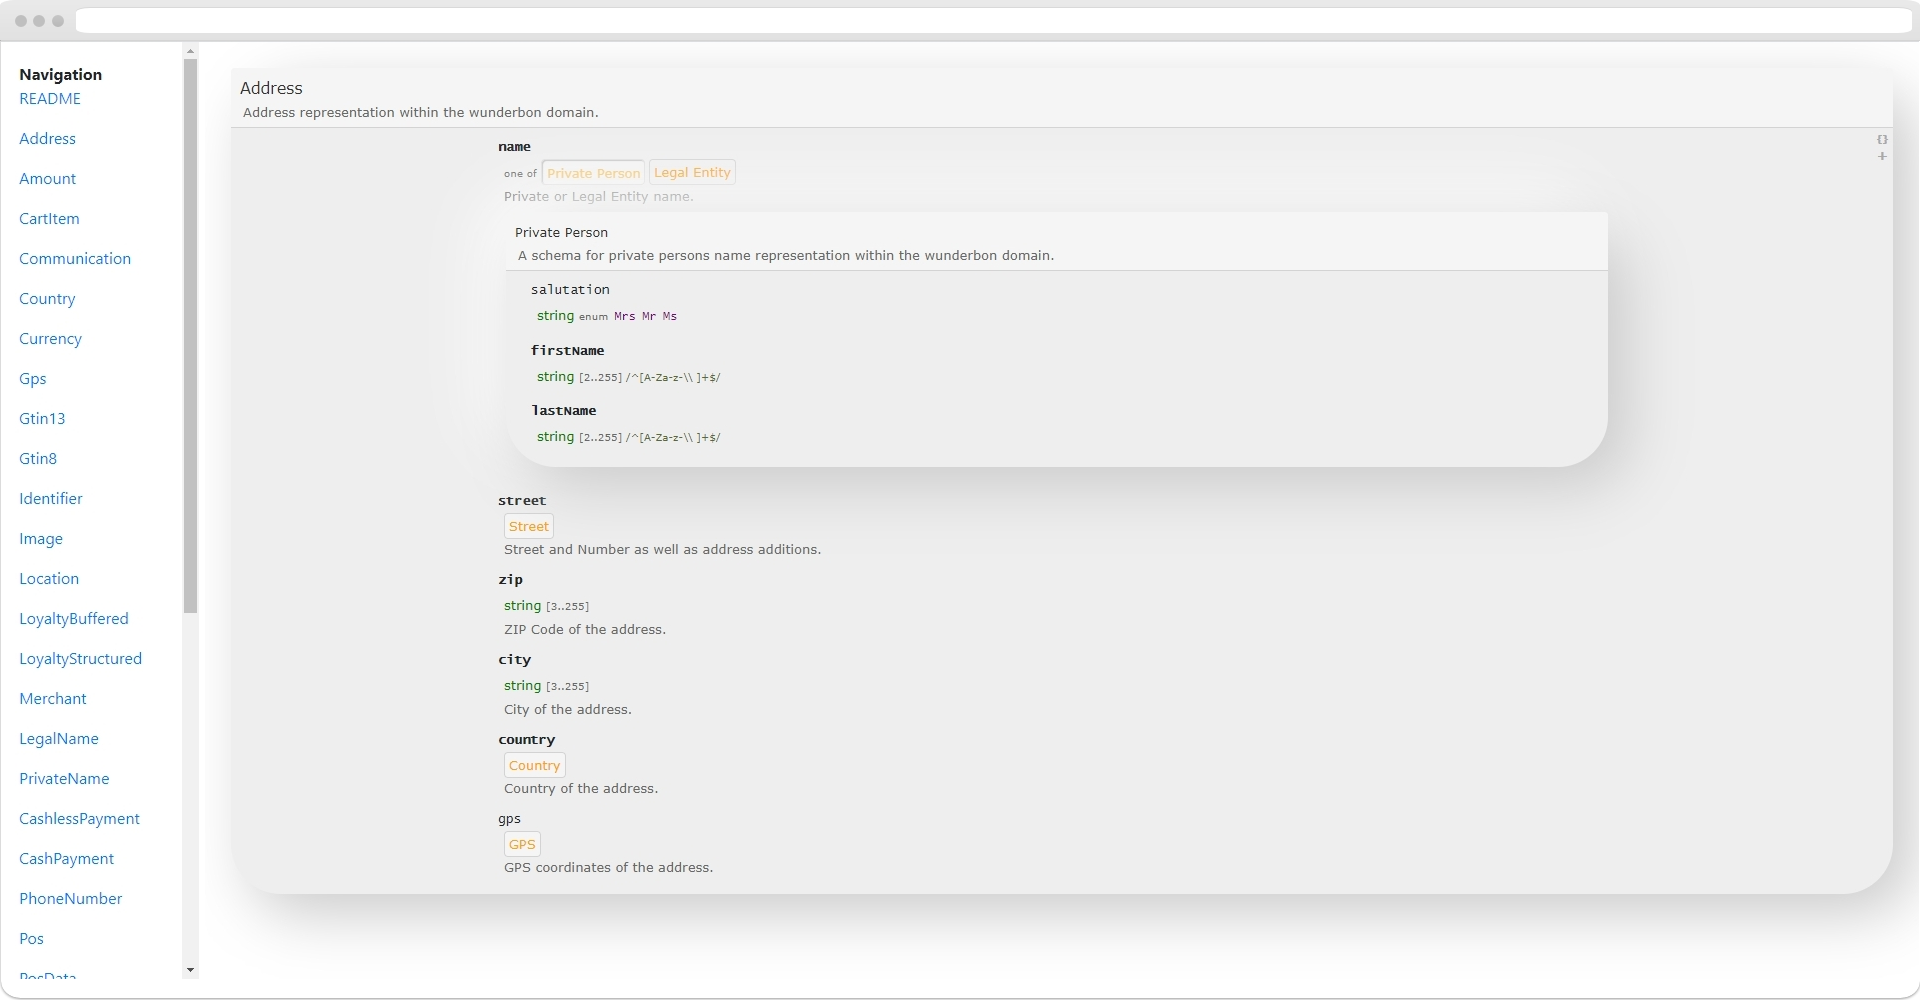 Navigation
README
Address
Amount
CartItem
Communication
Country
Currency
Gps
Gtin13
Gtin8
Identifier
Image
Location
LoyaltyBuffered
LoyaltyStructured
Merchant
LegalName
PrivateName
CashlessPayment
CashPayment
PhoneNumber
Pos
PosData
Address
Address representation within the wunderbon domain.
{}
+
name
one of Private Person Legal Entity
Private or Legal Entity name.
Private Person
A schema for private persons name representation within the wunderbon domain.
salutation
string enum Mrs Mr Ms
firstName
string [2..255] /^[A-Za-z-\\ ]+$/
lastName
string [2..255] /^[A-Za-z-\\ ]+$/
street
Street
Street and Number as well as address additions.
zip
string [3..255]
ZIP Code of the address.
city
string [3..255]
City of the address.
country
Country
Country of the address.
gps
GPS
GPS coordinates of the address.